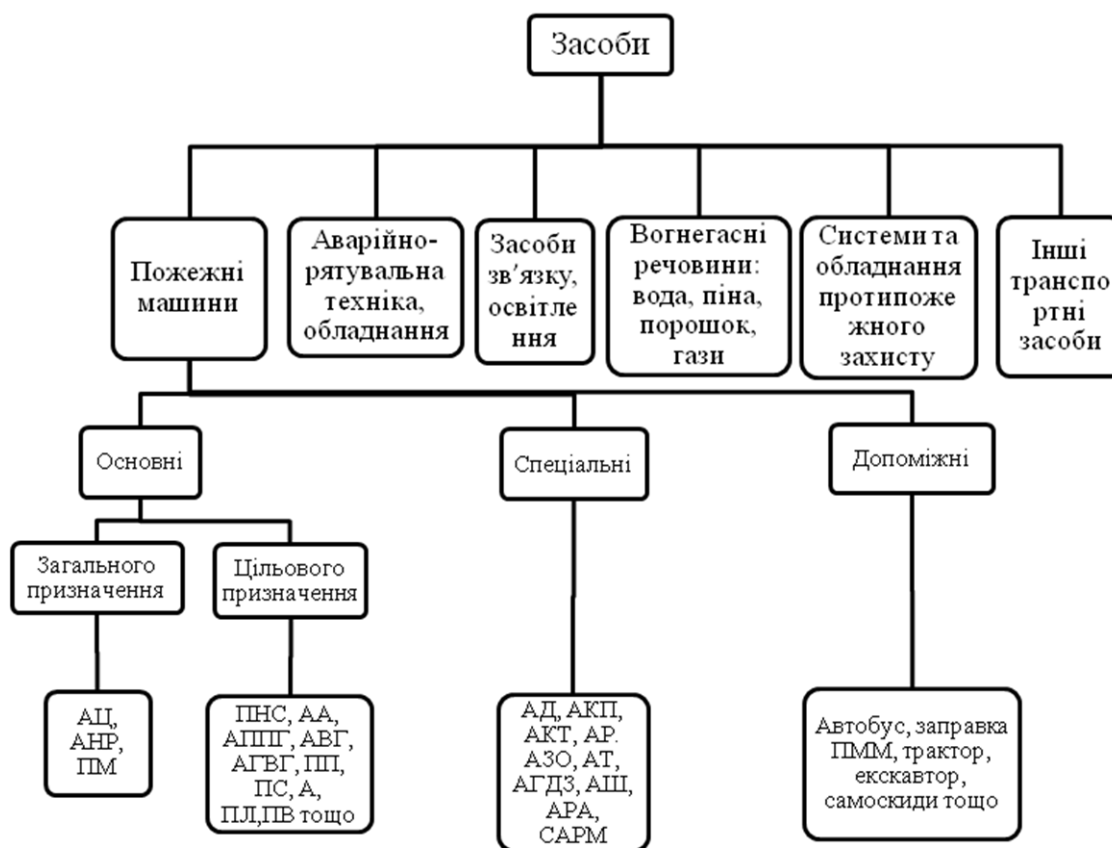 Засоби
Пожежні
машини
Аварійно-
рятувальна
техніка,
обладнання
Засоби
зв'язку,
освітле
ння
Вогнегасні
речовини:
вода, піна,
порошок,
гази
Системи та
обладнання
протипоже
жного
захисту
Інші
транспо
ртні
засоби
Основні
Спеціальні
Допоміжні
Загального
призначення
Цільового
призначення
АЦ,
АНР,
ПМ
ПНС, АА,
АППГ, АВГ,
АГВГ, ПП,
ПС, А,
ПЛ,ПВ тощо
АД, АКП,
АКТ, АР.
АЗО, АТ,
АГДЗ, АШ,
АРА,
САРМ
Автобус, заправка
ПММ, трактор,
екскавтор,
самоскиди тощо